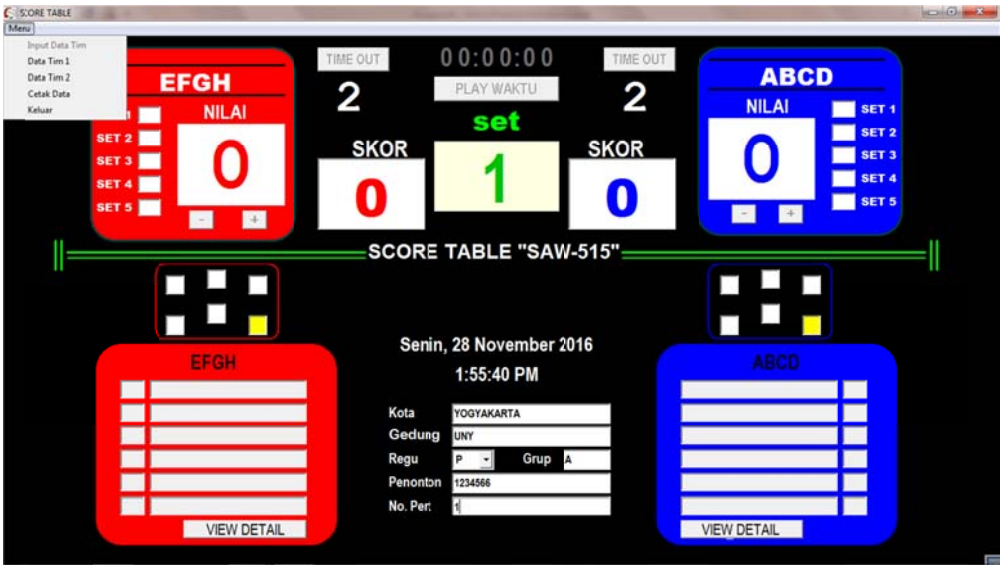 SCORE TABLE
Menu
Input Data Tim
Data Tim 1
Data Tim 2
Cetak Data
Keluar
EFGH
NILAI
0
1
SET 2
SET 3
SET 4
SET 5
-
+
TIME OUT
2
00:00:00
PLAY WAKTU
set
1
TIME OUT
2
SKOR
0
SKOR
0
ABCD
NILAI
0
SET 1
SET 2
SET 3
SET 4
SET 5
-
+
SCORE TABLE "SAW-515"
EFGH
VIEW DETAIL
Senin, 28 November 2016
1:55:40 PM
Kota YOGYAKARTA
Gedung UNY
Regu P Grup A
Penonton 1234566
No. Per: 1
ABCD
VIEW DETAIL